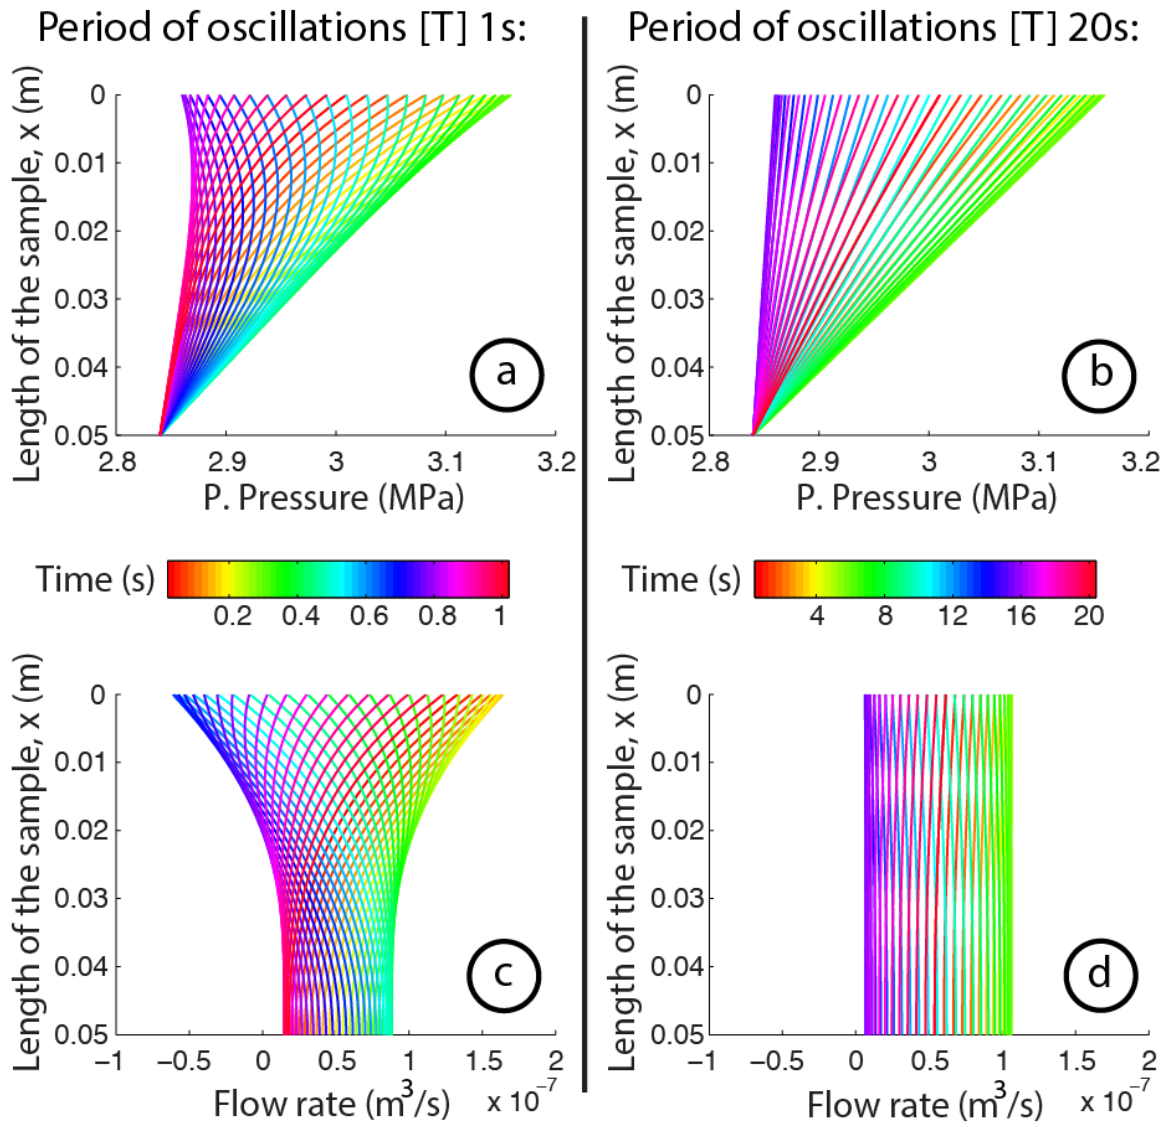 Period of oscillations [T] 1s:
Length of the sample, x (m)
0
0.01
0.02
0.03
0.04
0.05
2.8 2.9 3 3.1 3.2
P. Pressure (MPa)
a
Time (s)
0.2 0.4 0.6 0.8 1
Length of the sample, x (m)
0
0.01
0.02
0.03
0.04
0.05
−1 −0.5 0 0.5 1 1.5 2
Flow rate (m³/s) x 10⁻⁷
c
Period of oscillations [T] 20s:
Length of the sample, x (m)
0
0.01
0.02
0.03
0.04
0.05
2.8 2.9 3 3.1 3.2
P. Pressure (MPa)
b
Time (s)
4 8 12 16 20
Length of the sample, x (m)
0
0.01
0.02
0.03
0.04
0.05
−1 −0.5 0 0.5 1 1.5 2
Flow rate (m³/s) x 10⁻⁷
d